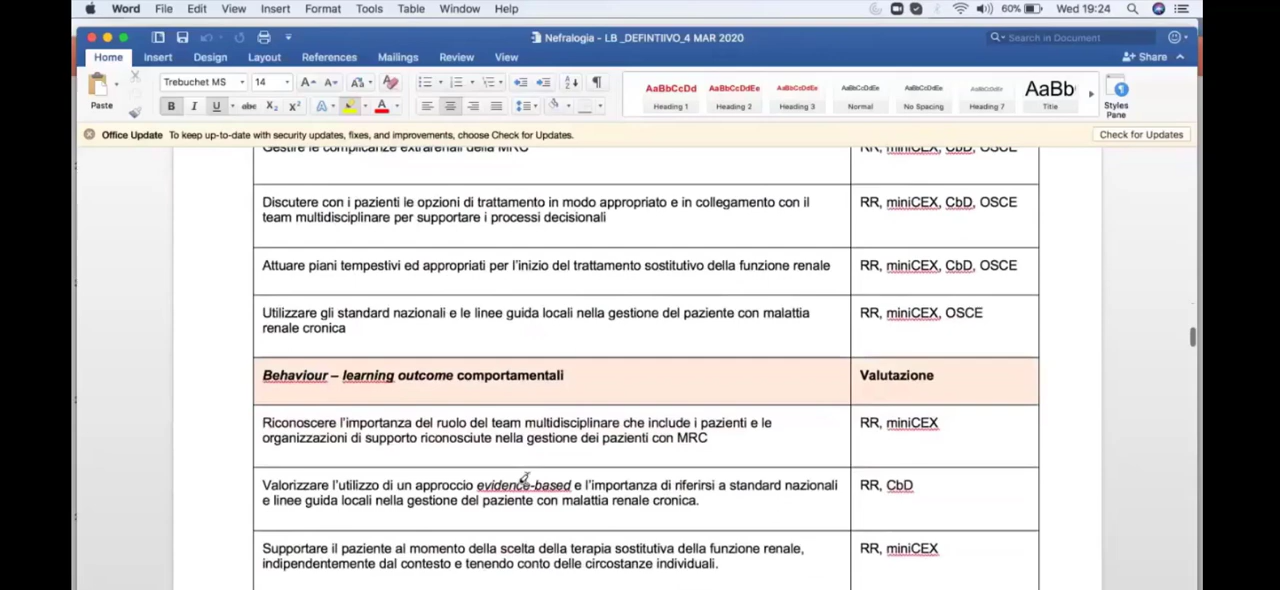 Word File Edit View Insert Format Tools Table Window Help 60% Wed 19:24
Nefralogia - LB _DEFINTIIVO_4 MAR 2020 Search in Document
Home Insert Design Layout References Mailings Review View Share
Paste Trebuchet MS 14
AaBbCcDd AaBbCcDdEe AaBbCcDdEe AaBbCcDdEe AaBbCcDdEe AaBbCcDdEe AaBb
Heading 1 Heading 2 Heading 3 Normal No Spacing Heading 7 Title Styles Pane
Office Update To keep up-to-date with security updates, fixes, and improvements, choose Check for Updates. Check for Updates
Gestire le complicanze extrarenali della MRC RR, miniCEX, CbD, OSCE
Discutere con i pazienti le opzioni di trattamento in modo appropriato e in collegamento con il RR, miniCEX, CbD, OSCE
team multidisciplinare per supportare i processi decisionali
Attuare piani tempestivi ed appropriati per l'inizio del trattamento sostitutivo della funzione renale RR, miniCEX, CbD, OSCE
Utilizzare gli standard nazionali e le linee guida locali nella gestione del paziente con malattia RR, miniCEX, OSCE
renale cronica
Behaviour – learning outcome comportamentali Valutazione
Riconoscere l'importanza del ruolo del team multidisciplinare che include i pazienti e le RR, miniCEX
organizzazioni di supporto riconosciute nella gestione dei pazienti con MRC
Valorizzare l'utilizzo di un approccio evidence-based e l'importanza di riferirsi a standard nazionali RR, CbD
e linee guida locali nella gestione del paziente con malattia renale cronica.
Supportare il paziente al momento della scelta della terapia sostitutiva della funzione renale, RR, miniCEX
indipendentemente dal contesto e tenendo conto delle circostanze individuali.